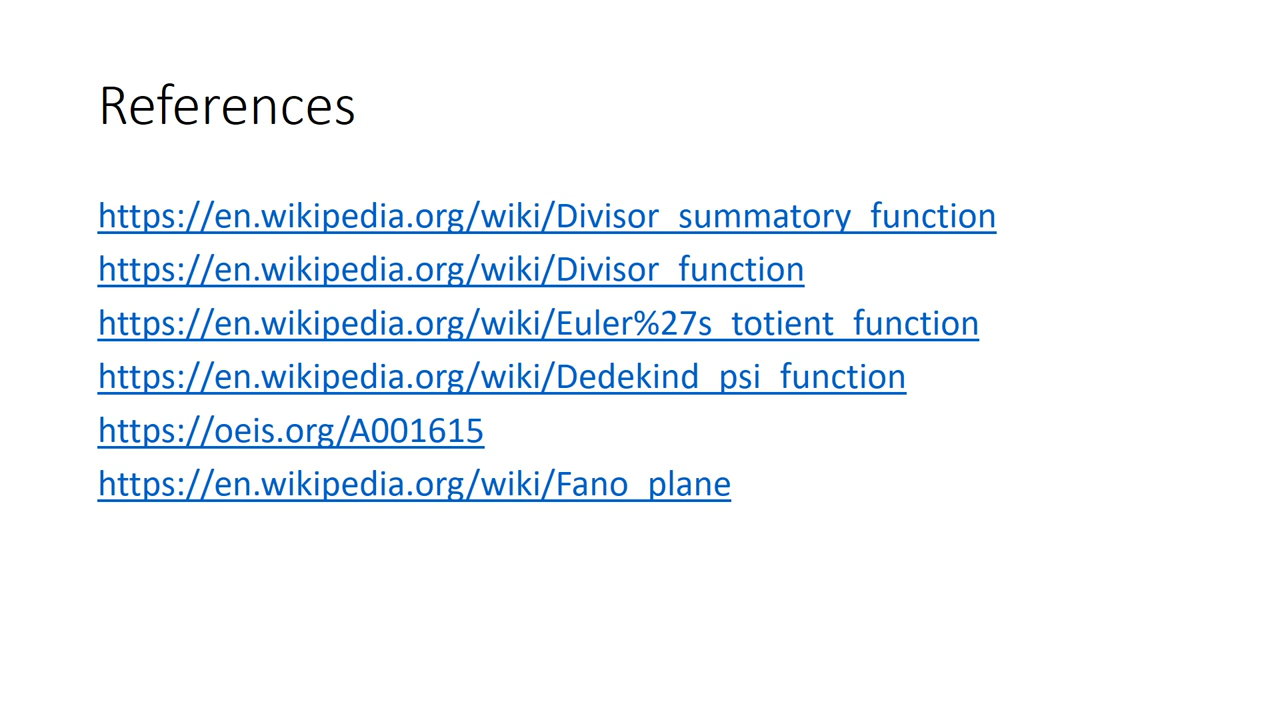 References
https://en.wikipedia.org/wiki/Divisor_summatory_function
https://en.wikipedia.org/wiki/Divisor_function
https://en.wikipedia.org/wiki/Euler%27s_totient_function
https://en.wikipedia.org/wiki/Dedekind_psi_function
https://oeis.org/A001615
https://en.wikipedia.org/wiki/Fano_plane